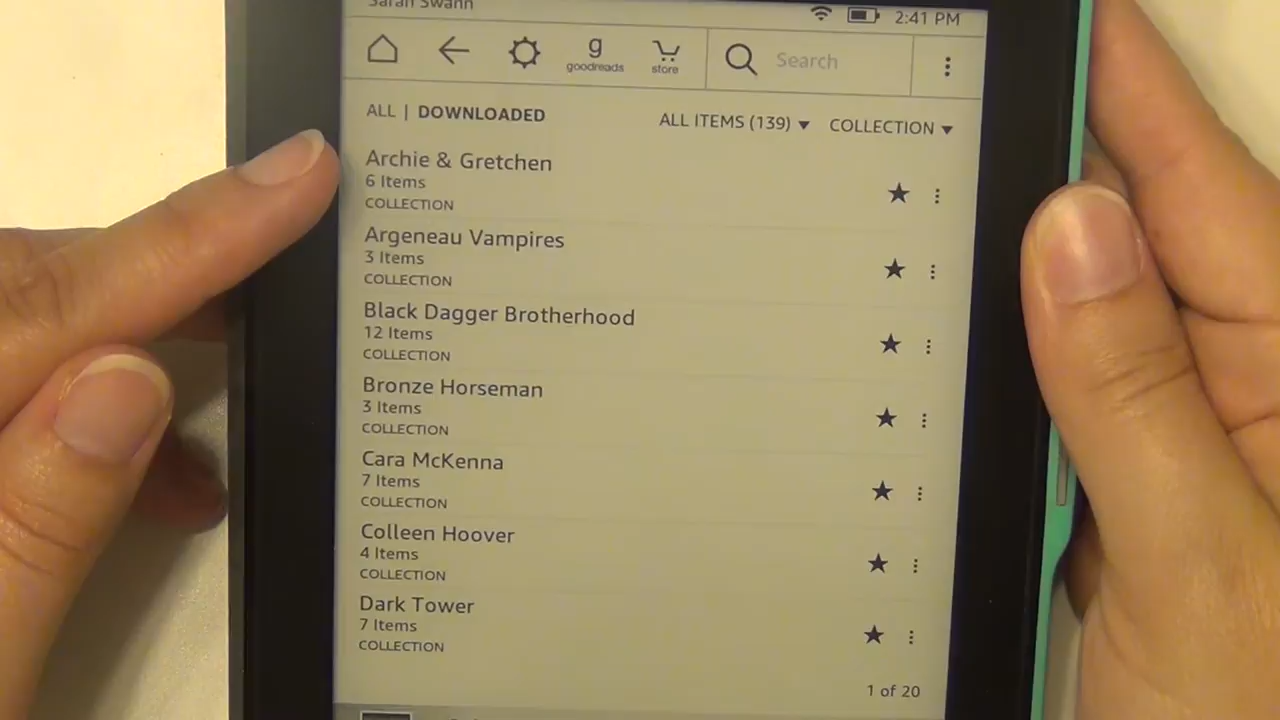 Sarah Swann
2:41 PM
g
goodreads
store
Search
ALL | DOWNLOADED
ALL ITEMS (139)
COLLECTION
Archie & Gretchen
6 Items
COLLECTION
Argeneau Vampires
3 Items
COLLECTION
Black Dagger Brotherhood
12 Items
COLLECTION
Bronze Horseman
3 Items
COLLECTION
Cara McKenna
7 Items
COLLECTION
Colleen Hoover
4 Items
COLLECTION
Dark Tower
7 Items
COLLECTION
1 of 20